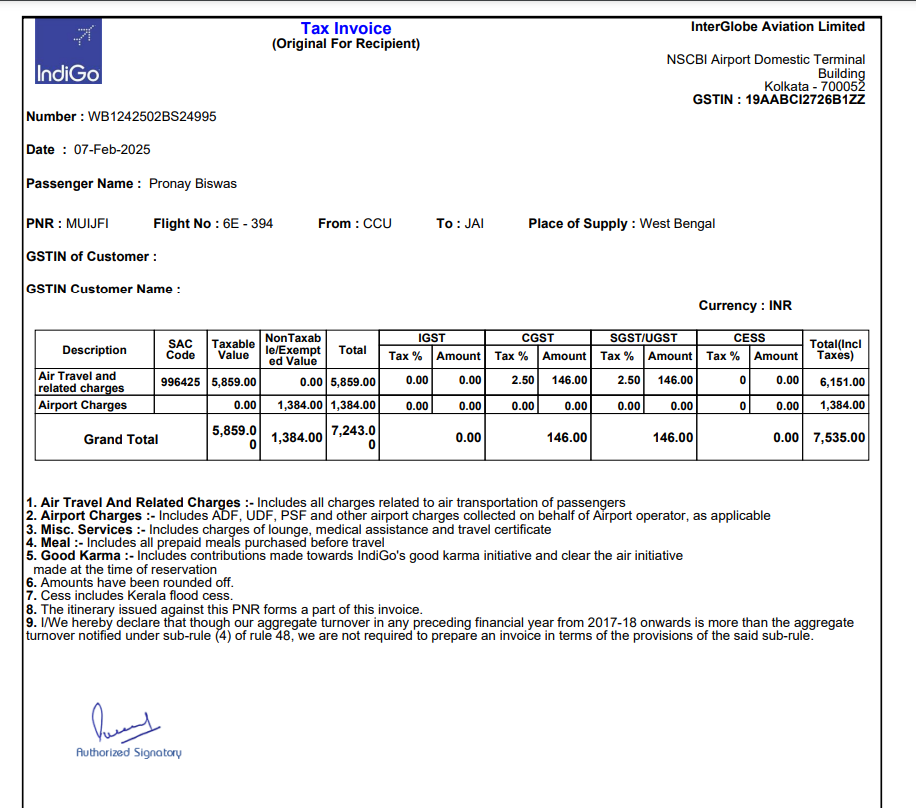 IndiGo
Tax Invoice
(Original For Recipient)
InterGlobe Aviation Limited
NSCBI Airport Domestic Terminal
Building
Kolkata - 700052
GSTIN : 19AABCI2726B1ZZ
Number : WB1242502BS24995
Date : 07-Feb-2025
Passenger Name : Pronay Biswas
PNR : MUIJFI Flight No : 6E - 394 From : CCU To : JAI Place of Supply : West Bengal
GSTIN of Customer :
GSTIN Customer Name :
Currency : INR
Description SAC Code Taxable Value NonTaxable/Exempted Value Total IGST CGST SGST/UGST CESS Total(Incl Taxes)
Tax % Amount Tax % Amount Tax % Amount Tax % Amount
Air Travel and related charges 996425 5,859.00 0.00 5,859.00 0.00 0.00 2.50 146.00 2.50 146.00 0 0.00 6,151.00
Airport Charges 0.00 1,384.00 1,384.00 0.00 0.00 0.00 0.00 0.00 0.00 0 0.00 1,384.00
Grand Total 5,859.00 1,384.00 7,243.00 0.00 146.00 146.00 0.00 7,535.00
1. Air Travel And Related Charges :- Includes all charges related to air transportation of passengers
2. Airport Charges :- Includes ADF, UDF, PSF and other airport charges collected on behalf of Airport operator, as applicable
3. Misc. Services :- Includes charges of lounge, medical assistance and travel certificate
4. Meal :- Includes all prepaid meals purchased before travel
5. Good Karma :- Includes contributions made towards IndiGo's good karma initiative and clear the air initiative
made at the time of reservation
6. Amounts have been rounded off.
7. Cess includes Kerala flood cess.
8. The itinerary issued against this PNR forms a part of this invoice.
9. I/We hereby declare that though our aggregate turnover in any preceding financial year from 2017-18 onwards is more than the aggregate
turnover notified under sub-rule (4) of rule 48, we are not required to prepare an invoice in terms of the provisions of the said sub-rule.
Authorized Signatory